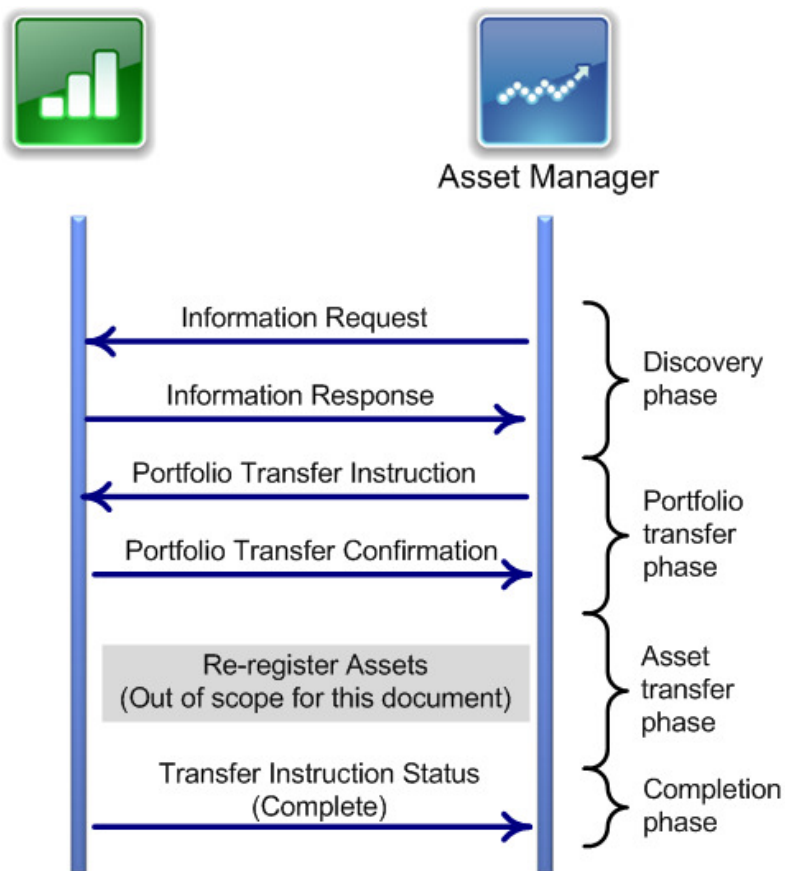 Asset Manager
Information Request
Information Response
Discovery
phase
Portfolio Transfer Instruction
Portfolio Transfer Confirmation
Portfolio
transfer
phase
Re-register Assets
(Out of scope for this document)
Asset
transfer
phase
Transfer Instruction Status
(Complete)
Completion
phase